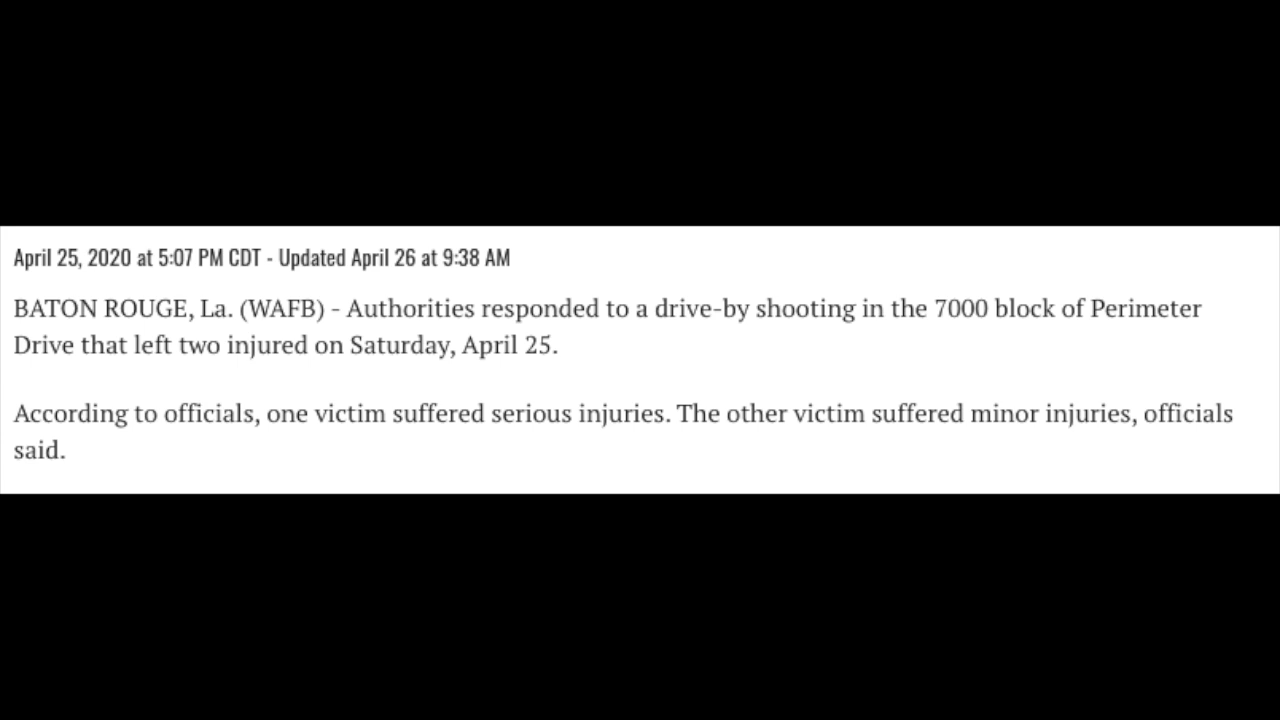 April 25, 2020 at 5:07 PM CDT - Updated April 26 at 9:38 AM
BATON ROUGE, La. (WAFB) - Authorities responded to a drive-by shooting in the 7000 block of Perimeter
Drive that left two injured on Saturday, April 25.
According to officials, one victim suffered serious injuries. The other victim suffered minor injuries, officials
said.